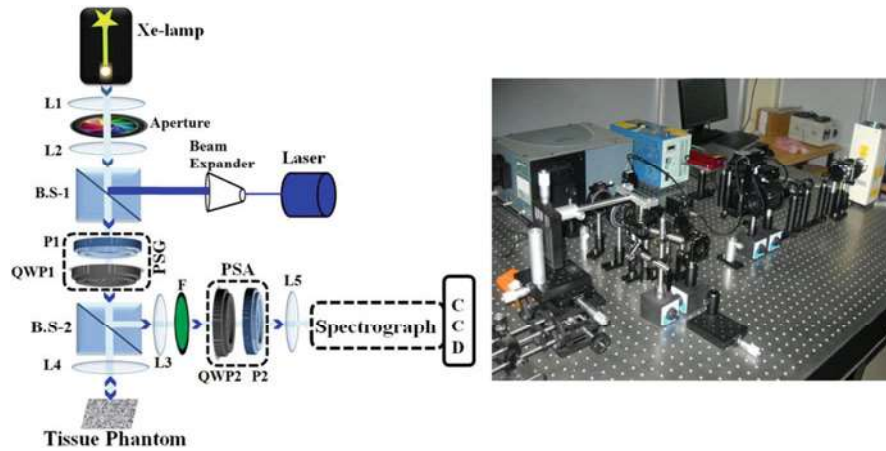 Xe-lamp
L1
Aperture
L2
Beam
Expander
Laser
B.S-1
P1
QWP1
PSG
F
PSA
L5
B.S-2
L3
QWP2 P2
Spectrograph
C
C
D
L4
Tissue Phantom